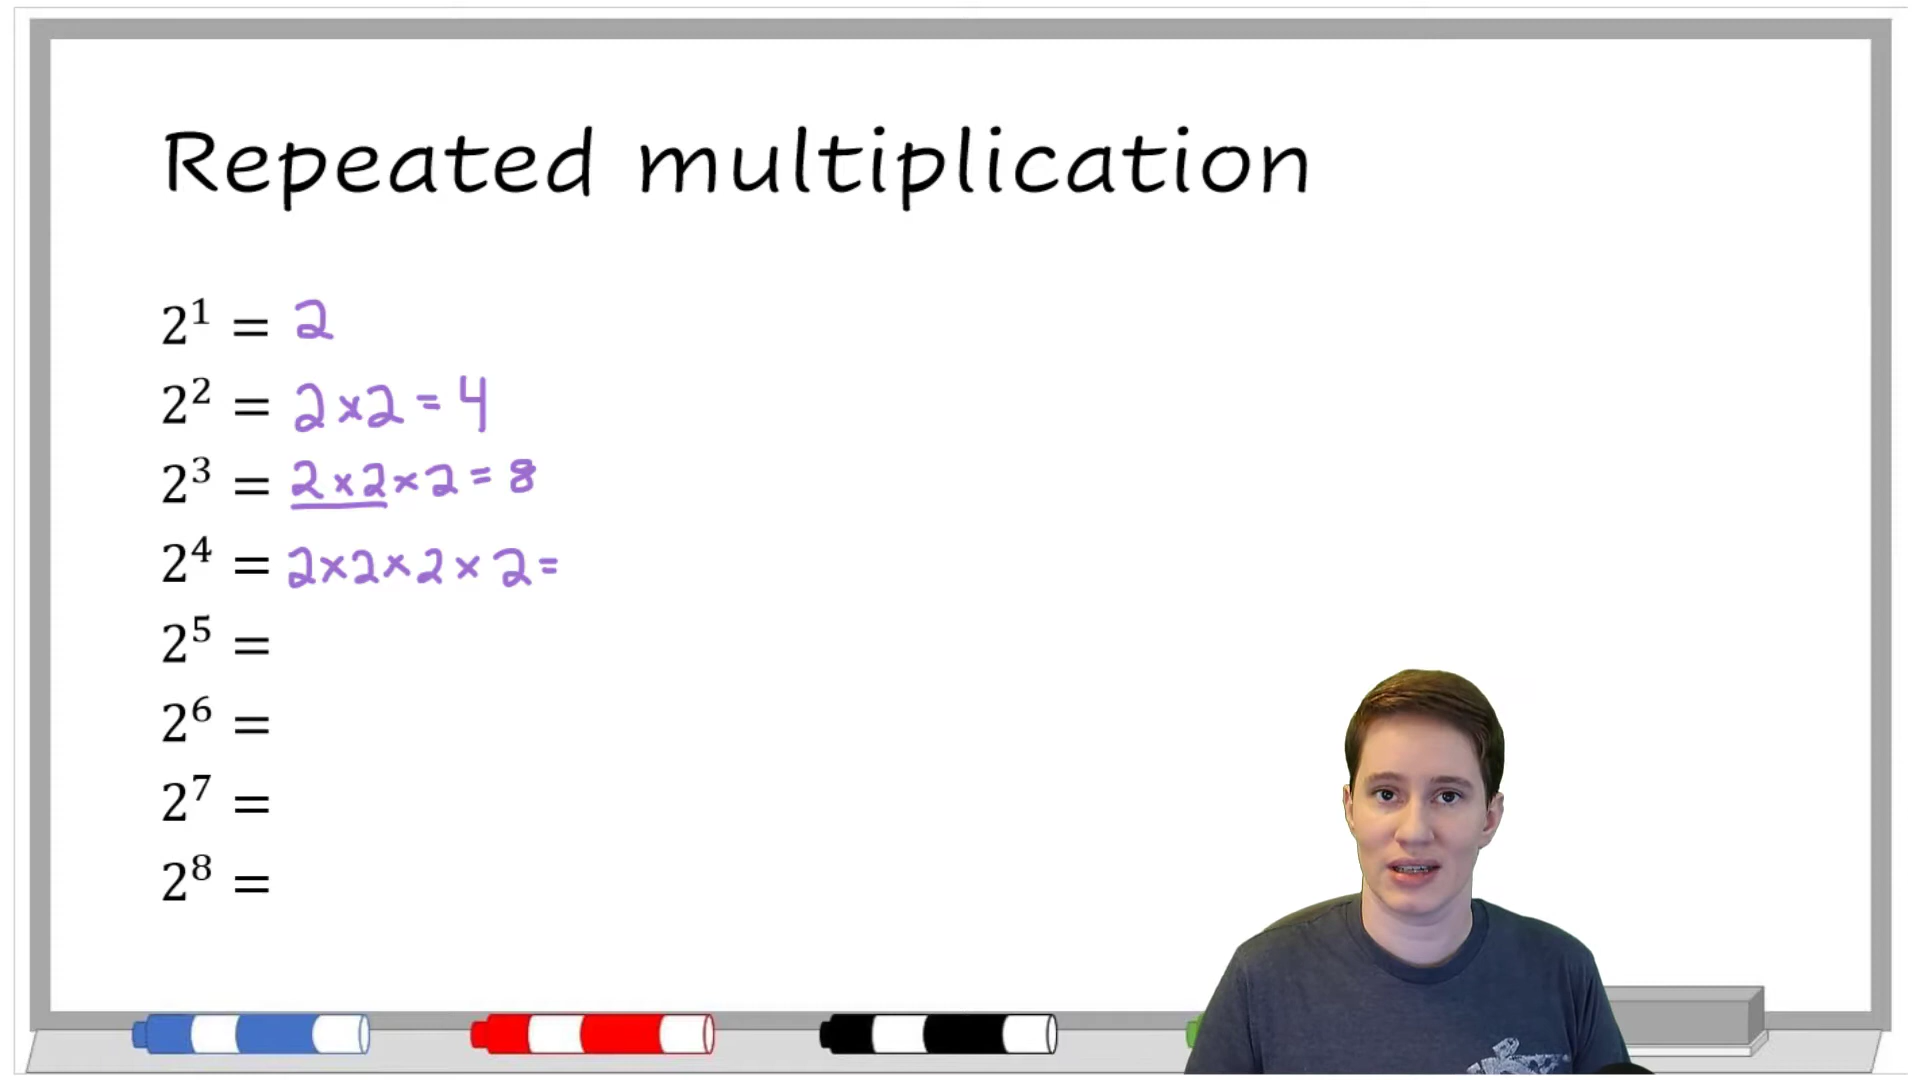 Repeated multiplication
2¹ = 2
2² = 2 × 2 = 4
2³ = 2 × 2 × 2 = 8
2⁴ = 2 × 2 × 2 × 2 =
2⁵ =
2⁶ =
2⁷ =
2⁸ =